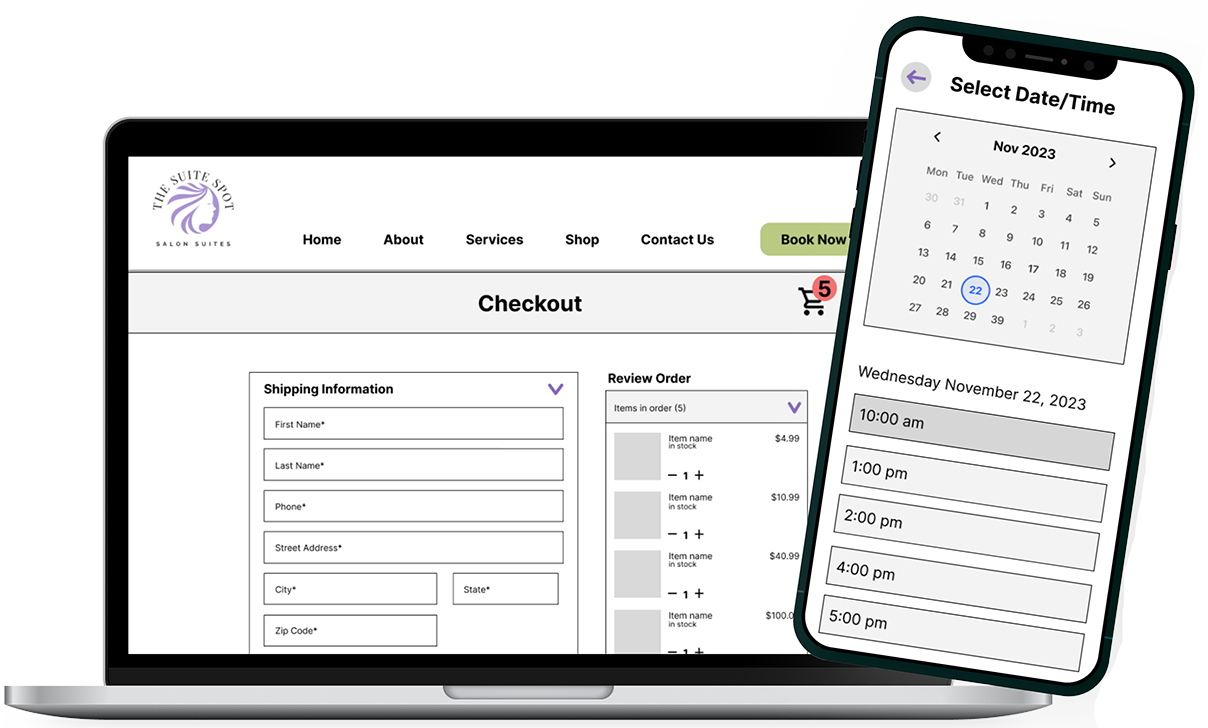 THE SUITE SPOT
SALON SUITES
Home About Services Shop Contact Us Book Now
Checkout
5
Shipping Information
First Name*
Last Name*
Phone*
Street Address*
City* State*
Zip Code*
Review Order
Items in order (5)
Item name $4.99
in stock
− 1 +
Item name $10.99
in stock
− 1 +
Item name $40.99
in stock
− 1 +
Item name $100.0
in stock
− 1 +
Select Date/Time
Nov 2023
Mon Tue Wed Thu Fri Sat Sun
30 31 1 2 3 4 5
6 7 8 9 10 11 12
13 14 15 16 17 18 19
20 21 22 23 24 25 26
27 28 29 39 1 2 3
Wednesday November 22, 2023
10:00 am
1:00 pm
2:00 pm
4:00 pm
5:00 pm